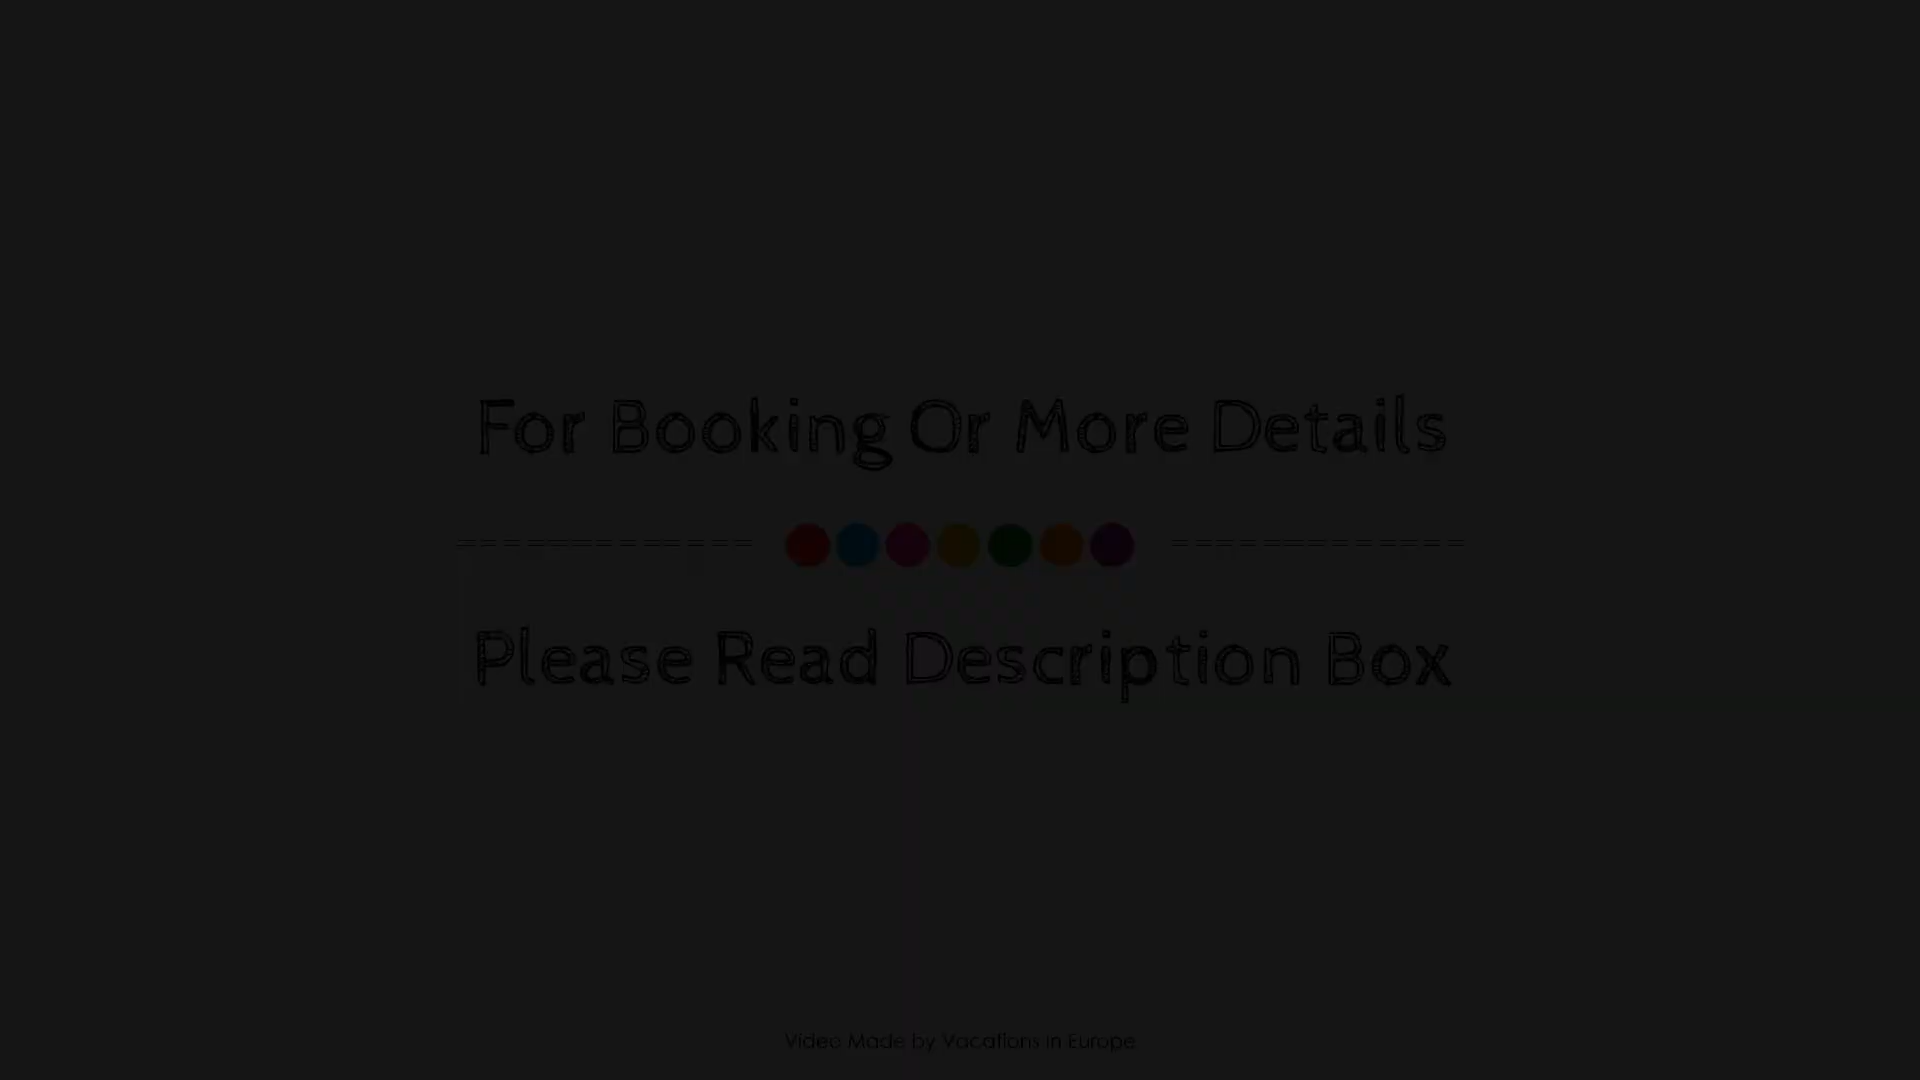 For Booking Or More Details
Please Read Description Box
Video Made by Vacations in Europe